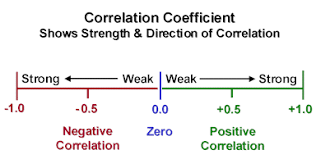 Correlation Coefficient
Shows Strength & Direction of Correlation
Strong Weak Weak Strong
-1.0 -0.5 0.0 +0.5 +1.0
Negative Zero Positive
Correlation Correlation